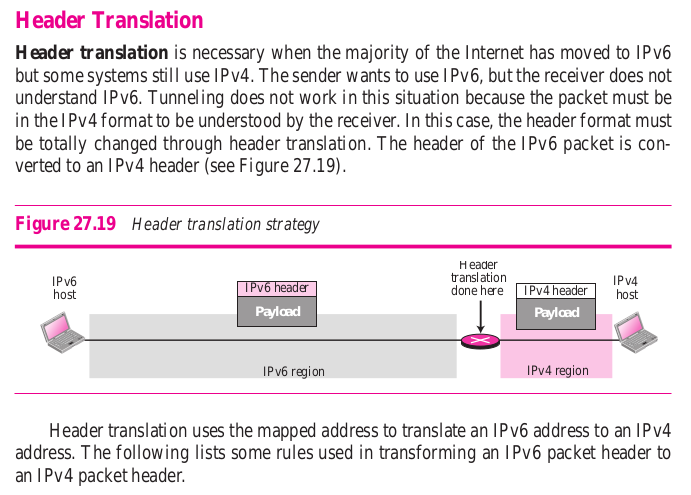 Header Translation
Header translation is necessary when the majority of the Internet has moved to IPv6
but some systems still use IPv4. The sender wants to use IPv6, but the receiver does not
understand IPv6. Tunneling does not work in this situation because the packet must be
in the IPv4 format to be understood by the receiver. In this case, the header format must
be totally changed through header translation. The header of the IPv6 packet is con-
verted to an IPv4 header (see Figure 27.19).
Figure 27.19 Header translation strategy
IPv6
host
IPv6 header
Payload
Header
translation
done here
IPv4 header
Payload
IPv4
host
IPv6 region
IPv4 region
Header translation uses the mapped address to translate an IPv6 address to an IPv4
address. The following lists some rules used in transforming an IPv6 packet header to
an IPv4 packet header.